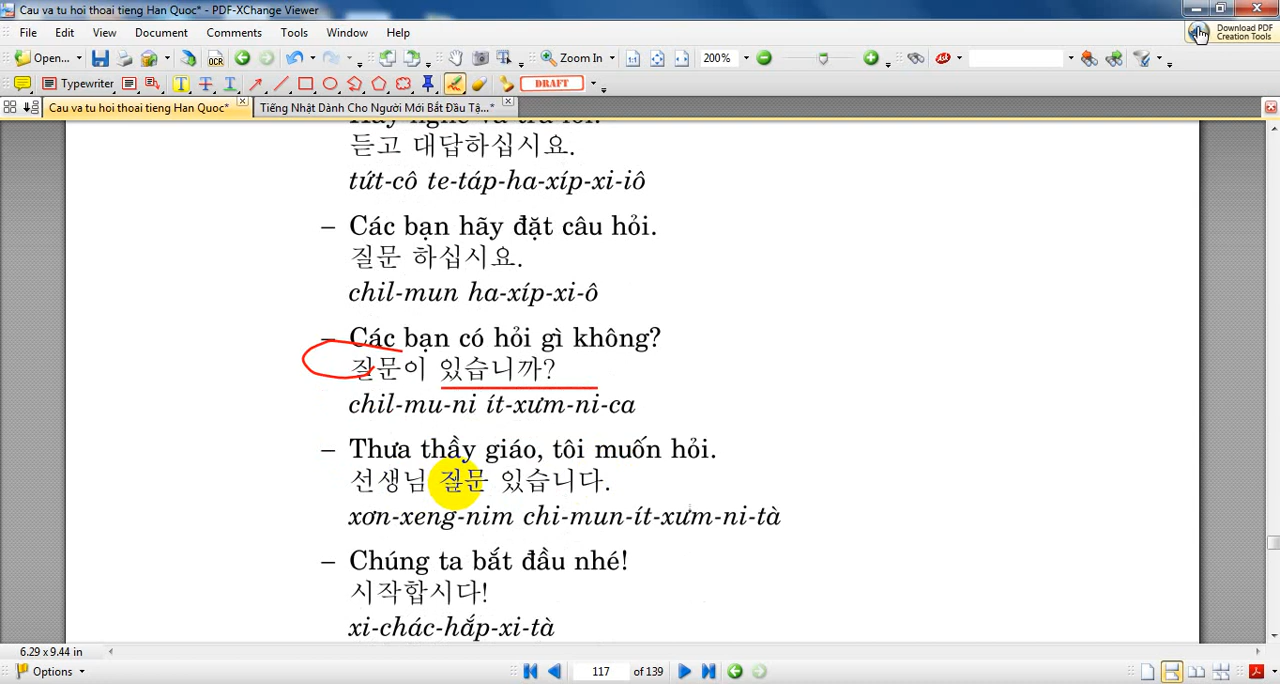 Cau va tu hoi thoai tieng Han Quoc* - PDF-XChange Viewer
File Edit View Document Comments Tools Window Help
Download PDF
Creation Tools
Open... OCR Zoom In 200%
Typewriter T T T DRAFT
Cau va tu hoi thoai tieng Han Quoc* Tiếng Nhật Dành Cho Người Mới Bắt Đầu Tậ...*
Hãy nghe và trả lời.
듣고 대답하십시요.
tứt-cô te-táp-ha-xíp-xi-iô
– Các bạn hãy đặt câu hỏi.
질문 하십시요.
chil-mun ha-xíp-xi-ô
– Các bạn có hỏi gì không?
질문이 있습니까?
chil-mu-ni ít-xưm-ni-ca
– Thưa thầy giáo, tôi muốn hỏi.
선생님 질문 있습니다.
xơn-xeng-nim chi-mun-ít-xưm-ni-tà
– Chúng ta bắt đầu nhé!
시작합시다!
xi-chác-hắp-xi-tà
6.29 x 9.44 in
Options 117 of 139